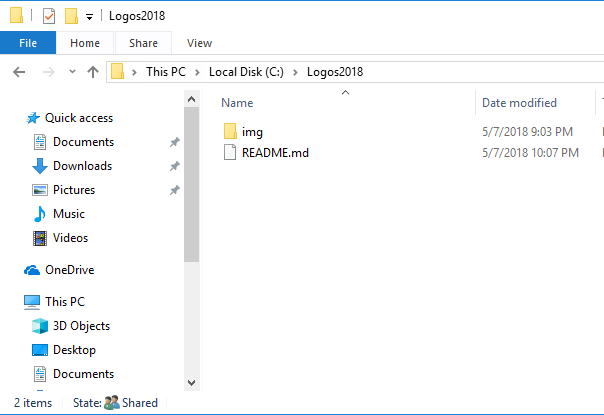 Logos2018
File Home Share View
This PC Local Disk (C:) Logos2018
Name Date modified
img 5/7/2018 9:03 PM
README.md 5/7/2018 10:07 PM
Quick access
Documents
Downloads
Pictures
Music
Videos
OneDrive
This PC
3D Objects
Desktop
Documents
2 items State: Shared